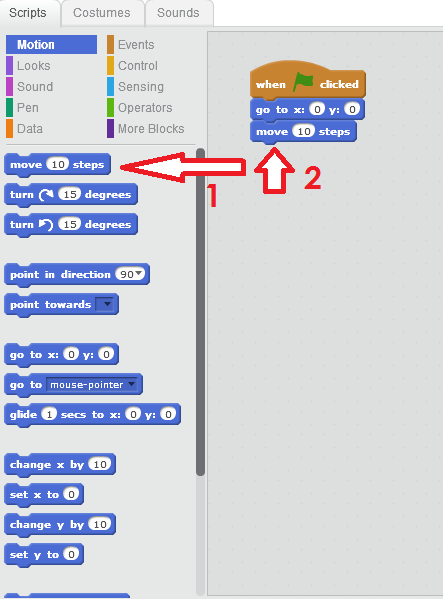 Scripts Costumes Sounds
Motion Events
Looks Control
Sound Sensing
Pen Operators
Data More Blocks
when clicked
go to x: 0 y: 0
move 10 steps
move 10 steps
1
2
turn 15 degrees
turn 15 degrees
point in direction 90
point towards
go to x: 0 y: 0
go to mouse-pointer
glide 1 secs to x: 0 y: 0
change x by 10
set x to 0
change y by 10
set y to 0